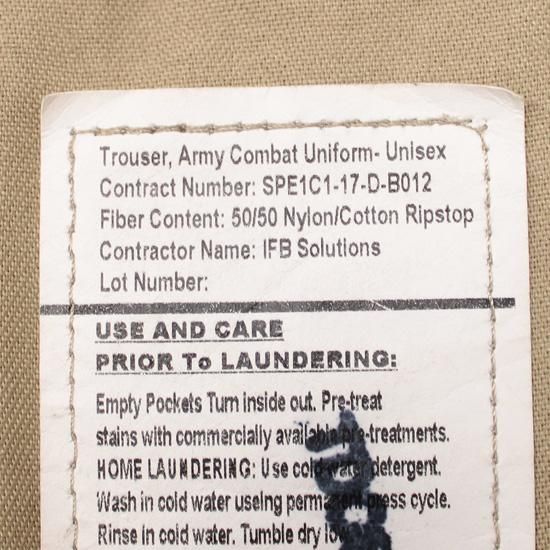 Trouser, Army Combat Uniform- Unisex
Contract Number: SPE1C1-17-D-B012
Fiber Content: 50/50 Nylon/Cotton Ripstop
Contractor Name: IFB Solutions
Lot Number:
USE AND CARE
PRIOR To LAUNDERING:
Empty Pockets Turn inside out. Pre-treat
stains with commercially available pre-treatments.
HOME LAUNDERING: Use cold water detergent.
Wash in cold water useing permanent press cycle.
Rinse in cold water. Tumble dry low